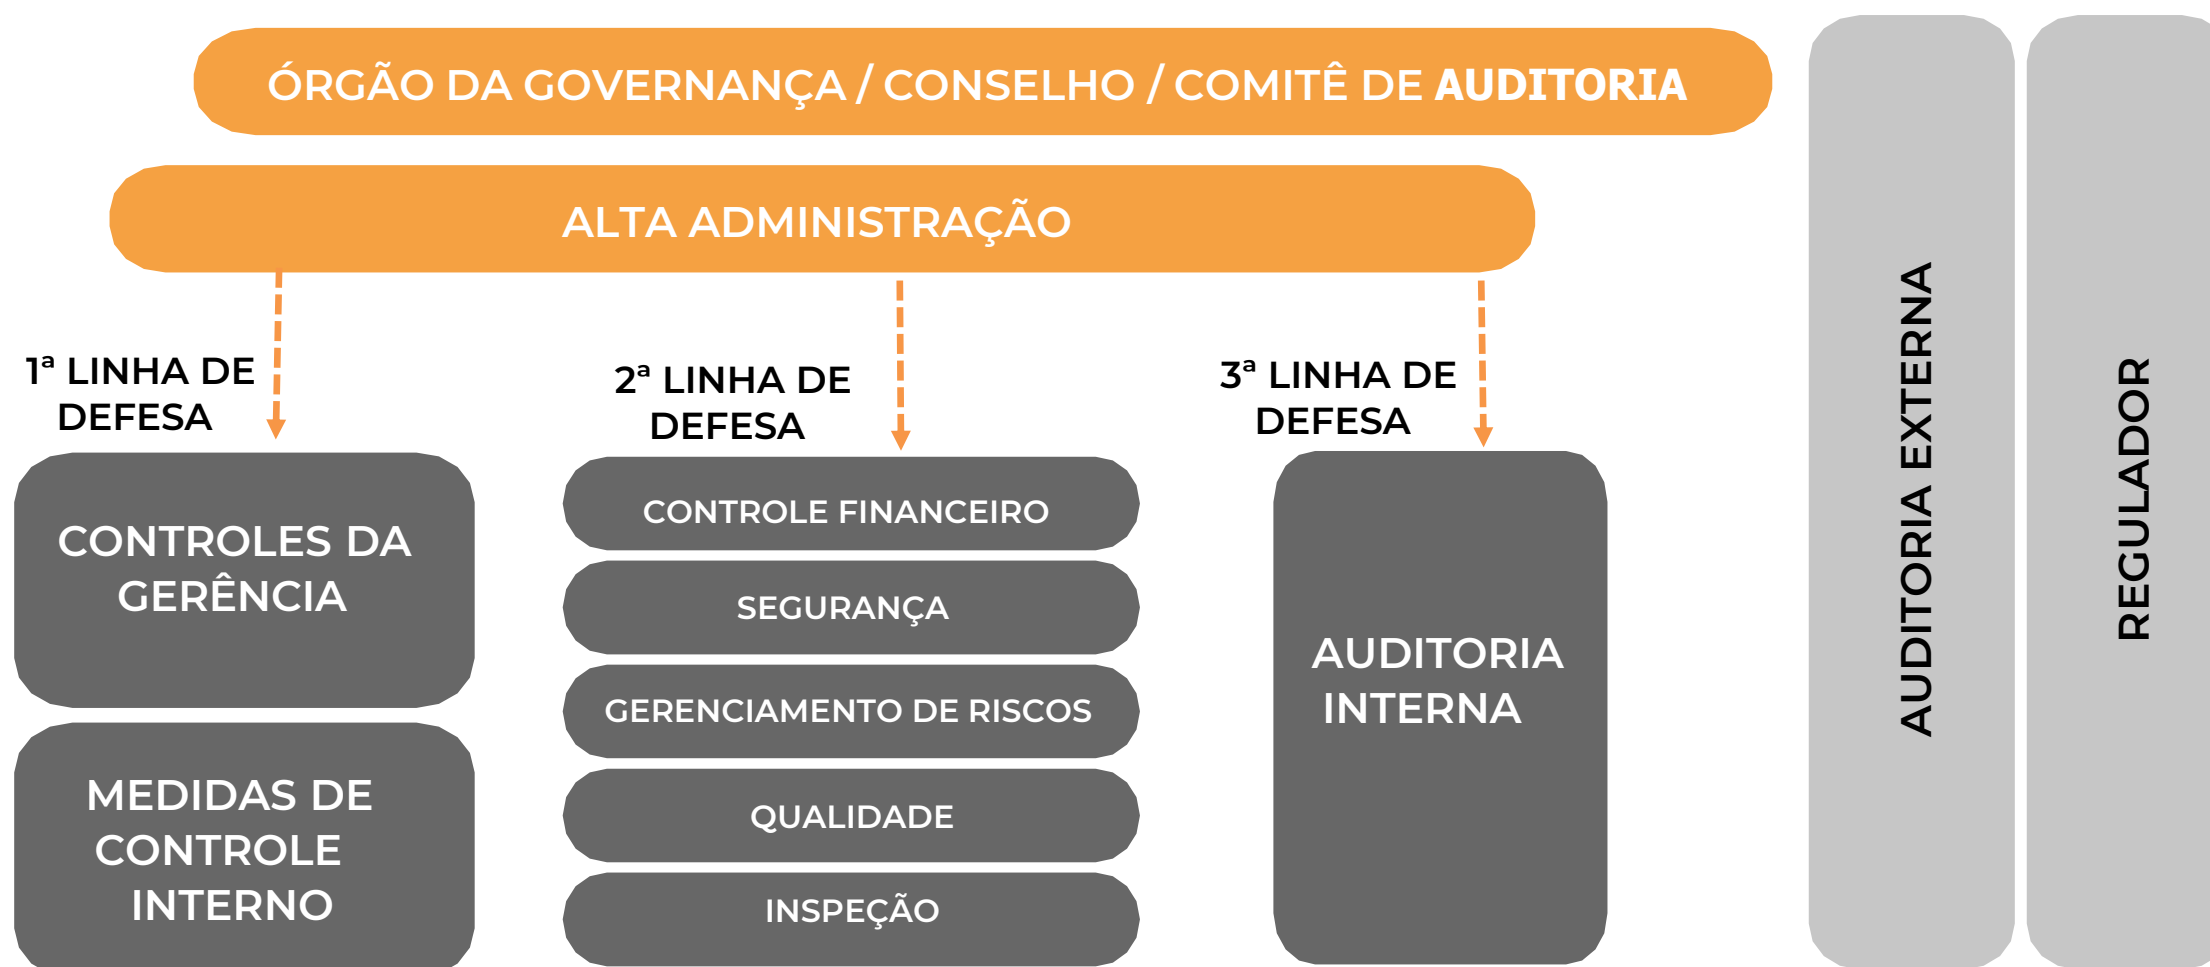 ÓRGÃO DA GOVERNANÇA / CONSELHO / COMITÊ DE AUDITORIA
ALTA ADMINISTRAÇÃO
1ª LINHA DE
DEFESA
CONTROLES DA
GERÊNCIA
MEDIDAS DE
CONTROLE
INTERNO
2ª LINHA DE
DEFESA
CONTROLE FINANCEIRO
SEGURANÇA
GERENCIAMENTO DE RISCOS
QUALIDADE
INSPEÇÃO
3ª LINHA DE
DEFESA
AUDITORIA
INTERNA
AUDITORIA EXTERNA
REGULADOR